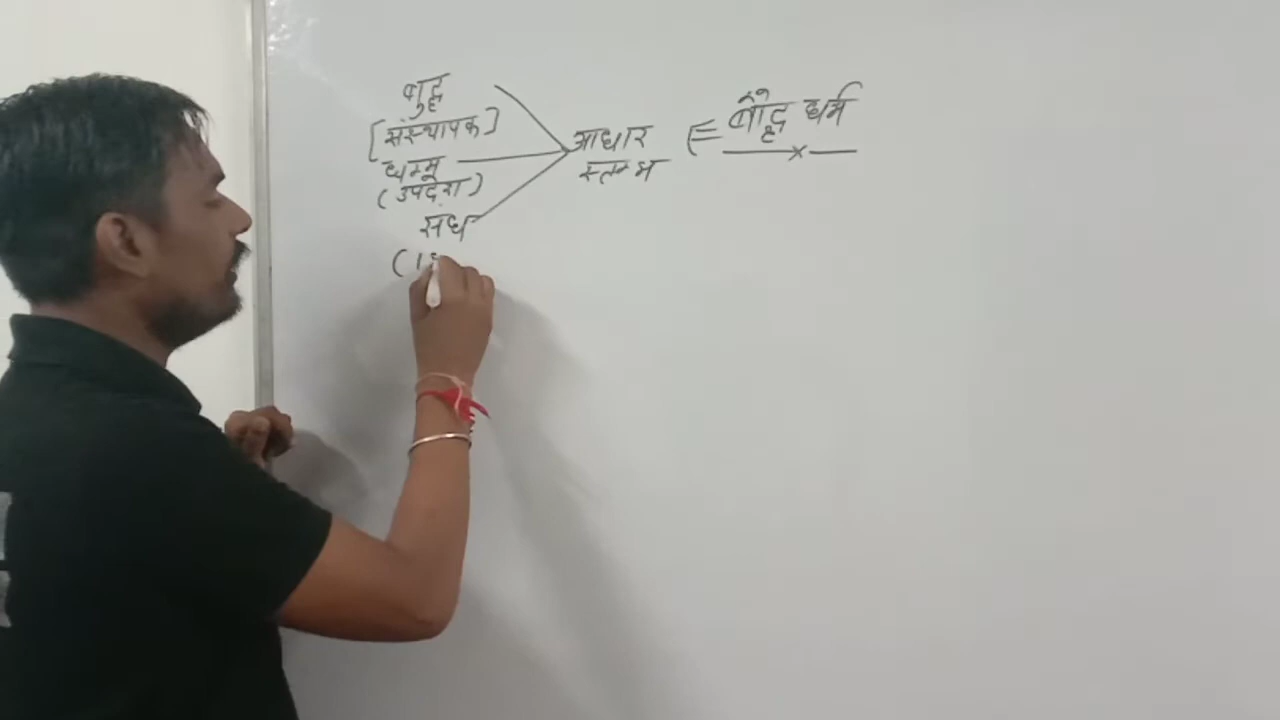 बुद्ध
[संस्थापक]
धम्म
(उपदेश)
संघ
आधार
स्तम्भ
बौद्ध धर्म